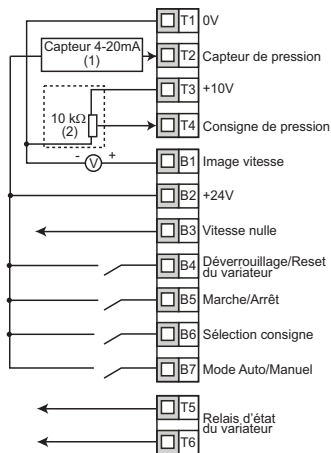 T1 0V
Capteur 4-20mA
(1)
T2 Capteur de pression
T3 +10V
10 kΩ
(2)
T4 Consigne de pression
- V +
B1 Image vitesse
B2 +24V
B3 Vitesse nulle
B4 Déverrouillage/Reset
du variateur
B5 Marche/Arrêt
B6 Sélection consigne
B7 Mode Auto/Manuel
T5 Relais d'état
du variateur
T6